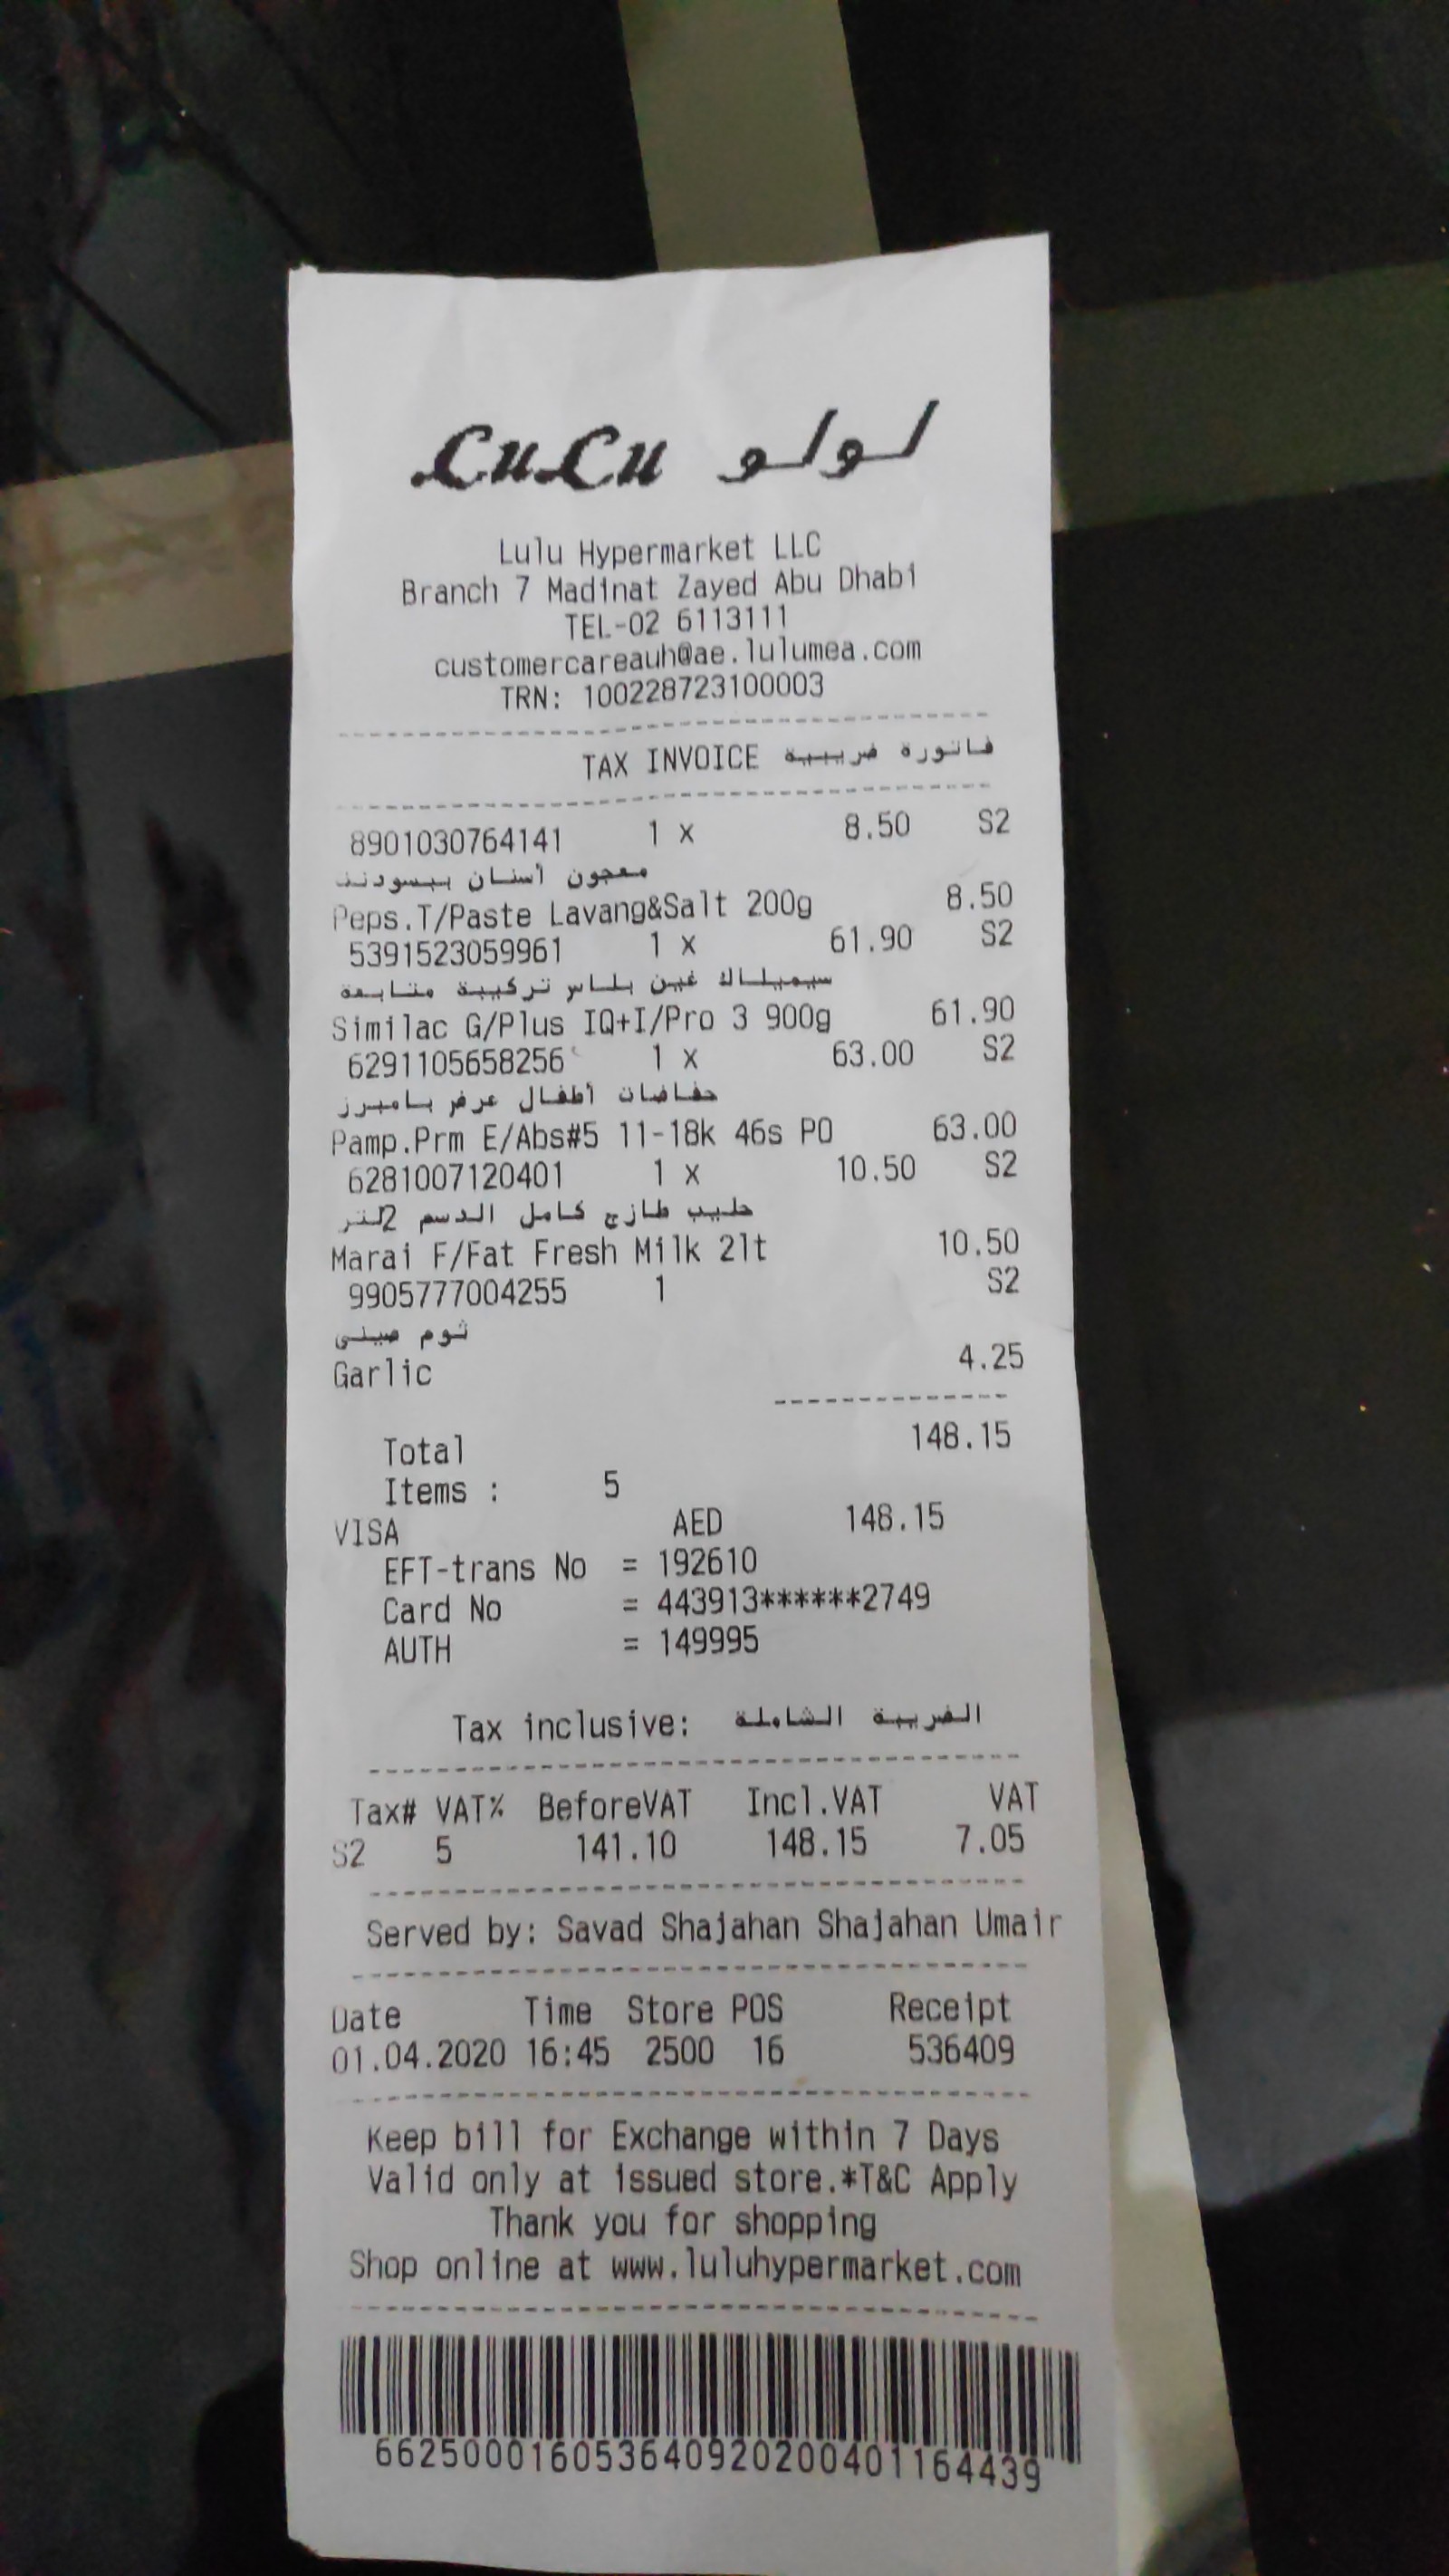 LuLu لولو
Lulu Hypermarket LLC
Branch 7 Madinat Zayed Abu Dhabi
TEL-02 6113111
customercareauh@ae.lulumea.com
TRN: 100228723100003
TAX INVOICE فاتورة ضريبية
8901030764141 1 x 8.50 S2
معجون أسنان بيبسودنت
Peps.T/Paste Lavang&Salt 200g 8.50
5391523059961 1 x 61.90 S2
سيميلاك غين بلاس تركيبة متابعة
Similac G/Plus IQ+I/Pro 3 900g 61.90
6291105658256 1 x 63.00 S2
حفاضات أطفال عرض بامبرز
Pamp.Prm E/Abs#5 11-18k 46s PO 63.00
6281007120401 1 x 10.50 S2
حليب طازج كامل الدسم 2لتر
Marai F/Fat Fresh Milk 2lt 10.50
9905777004255 1 S2
ثوم صيني
Garlic 4.25
Total 148.15
Items : 5
VISA AED 148.15
EFT-trans No = 192610
Card No = 443913******2749
AUTH = 149995
Tax inclusive: الضريبة الشاملة
Tax# VAT% BeforeVAT Incl.VAT VAT
S2 5 141.10 148.15 7.05
Served by: Savad Shajahan Shajahan Umair
Date Time Store POS Receipt
01.04.2020 16:45 2500 16 536409
Keep bill for Exchange within 7 Days
Valid only at issued store.*T&C Apply
Thank you for shopping
Shop online at www.luluhypermarket.com
66250001605364092020040116​4439